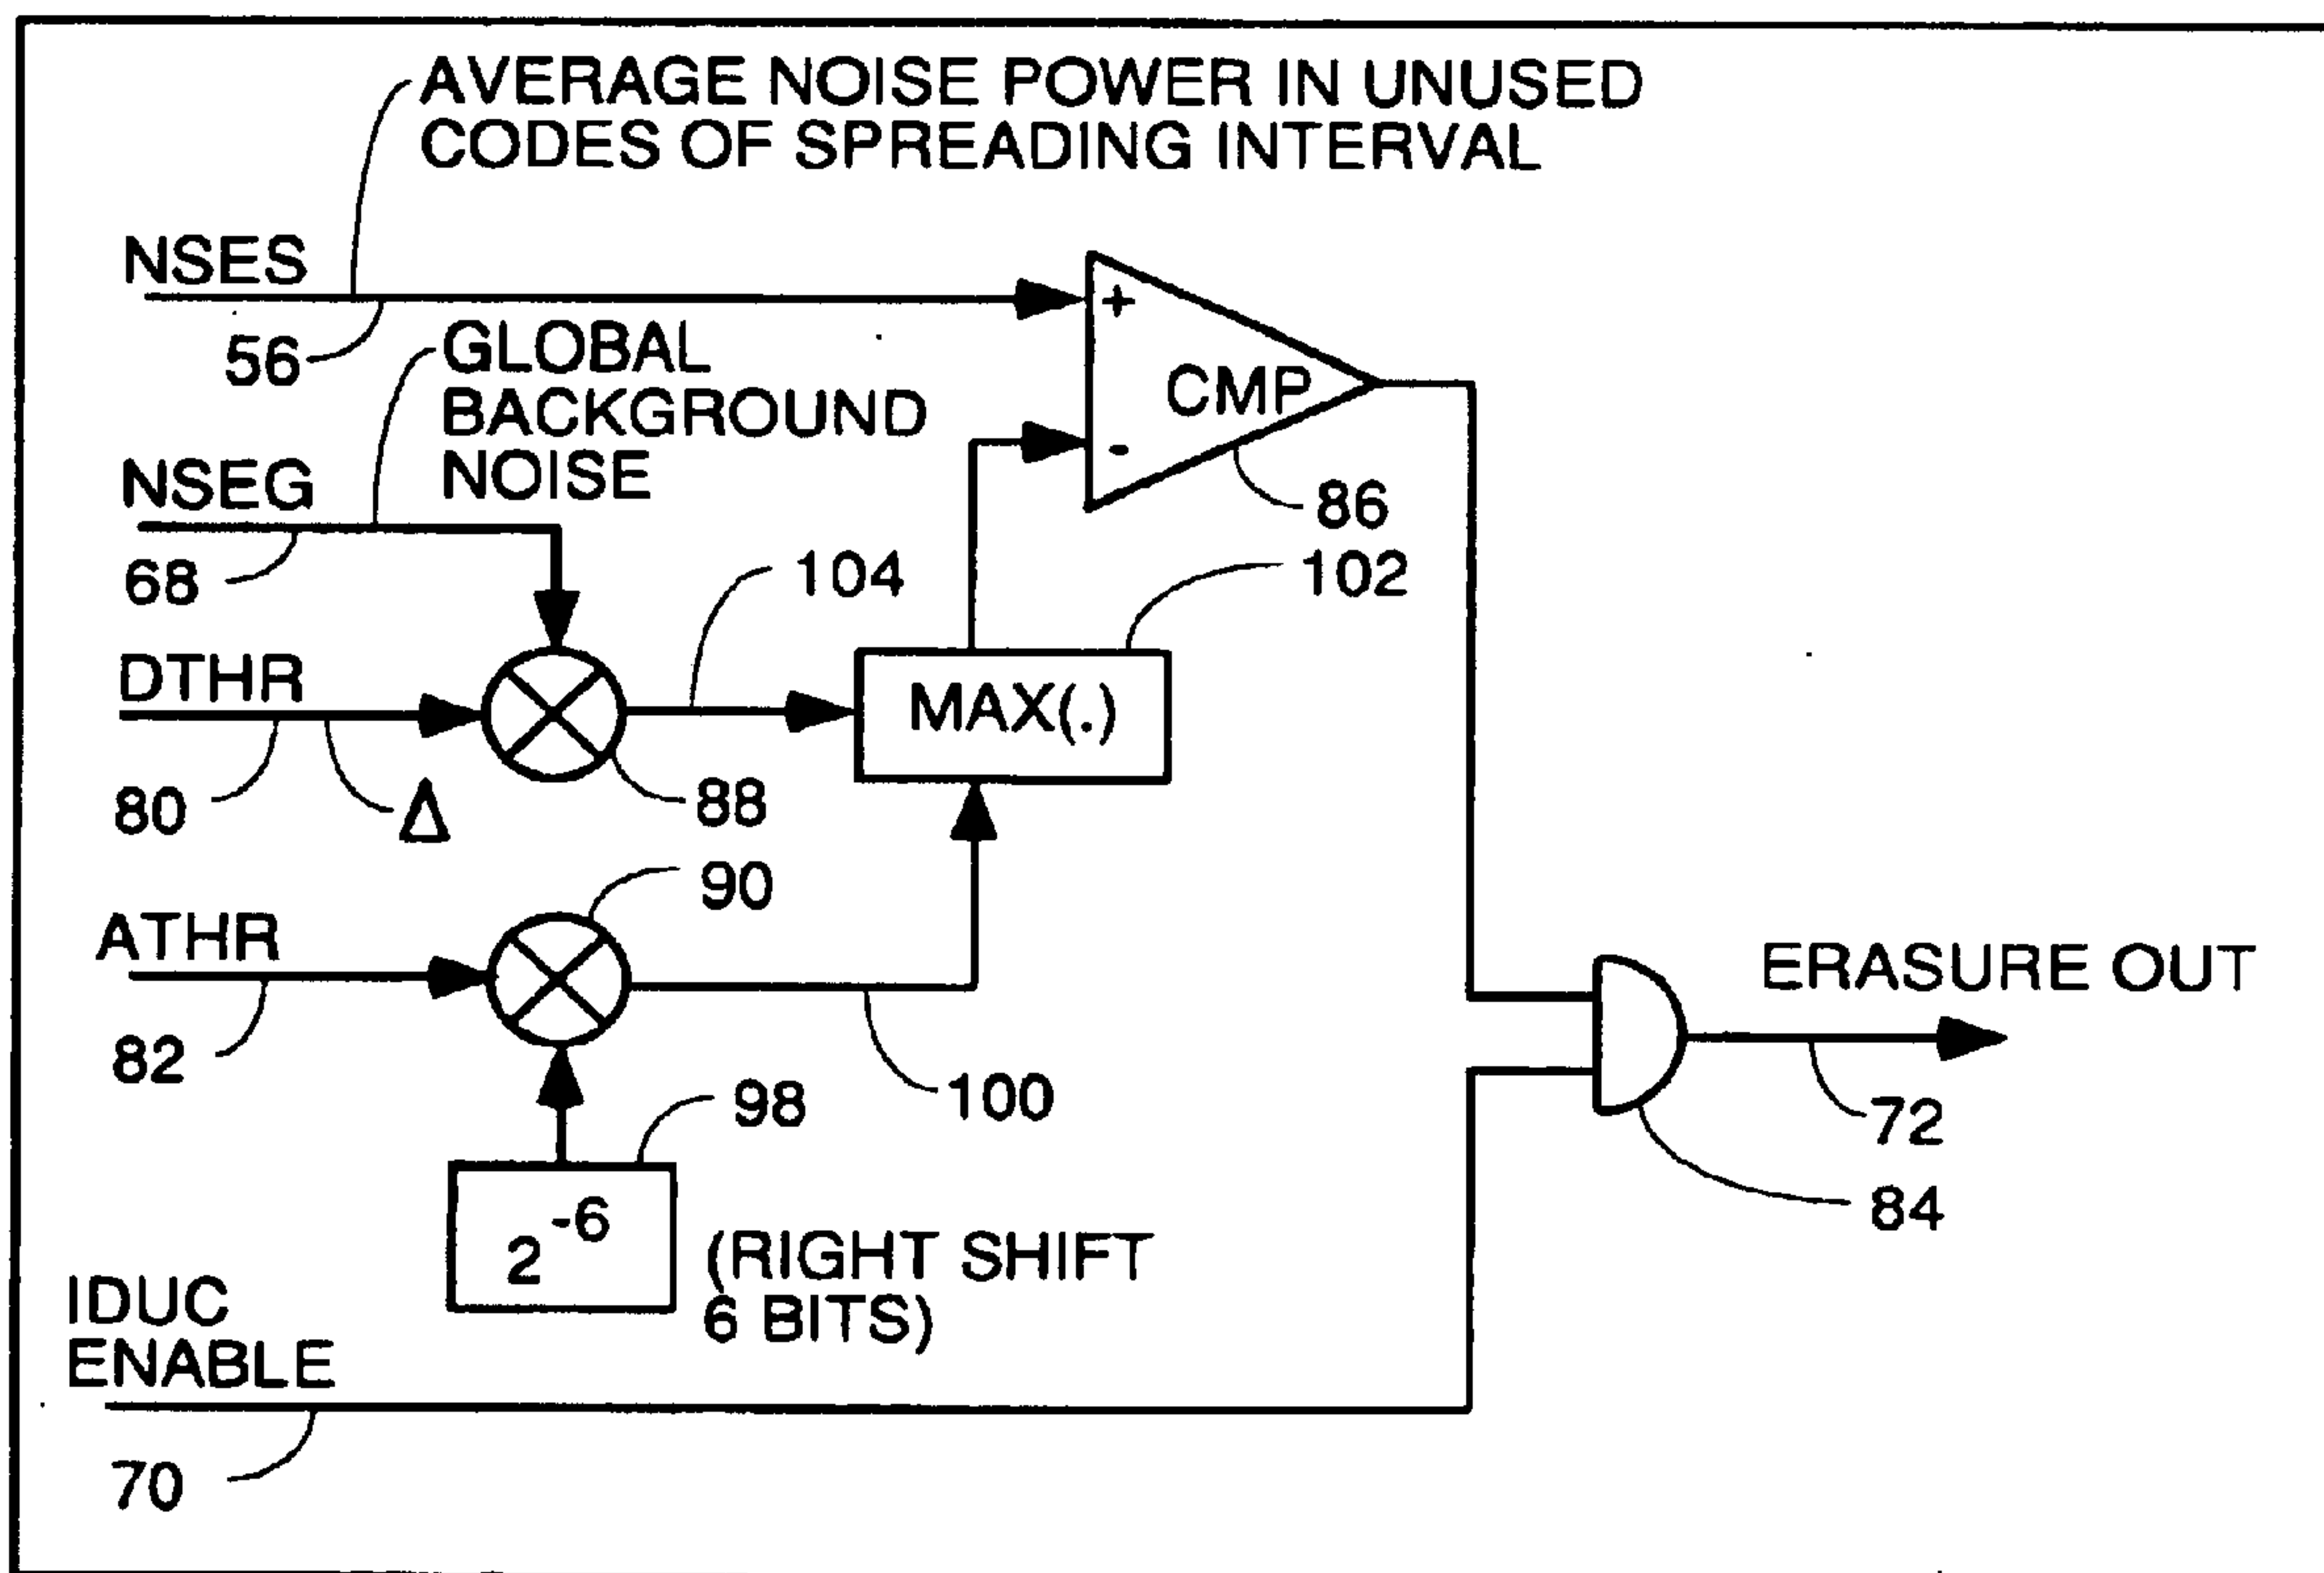 AVERAGE NOISE POWER IN UNUSED
CODES OF SPREADING INTERVAL
NSES
+
56
GLOBAL
BACKGROUND
NOISE
CMP
-
NSEG
86
68
104
102
DTHR
MAX(.)
80
Δ
88
90
ATHR
ERASURE OUT
82
98
100
72
2^-6
84
(RIGHT SHIFT
6 BITS)
IDUC
ENABLE
70